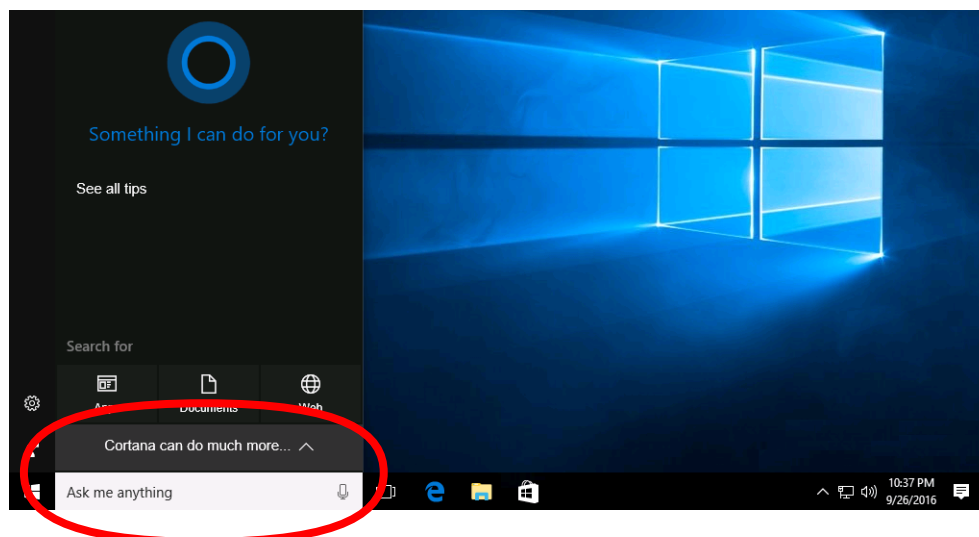 Something I can do for you?
See all tips
Search for
Documents
Cortana can do much more...
Ask me anything
10:37 PM
9/26/2016